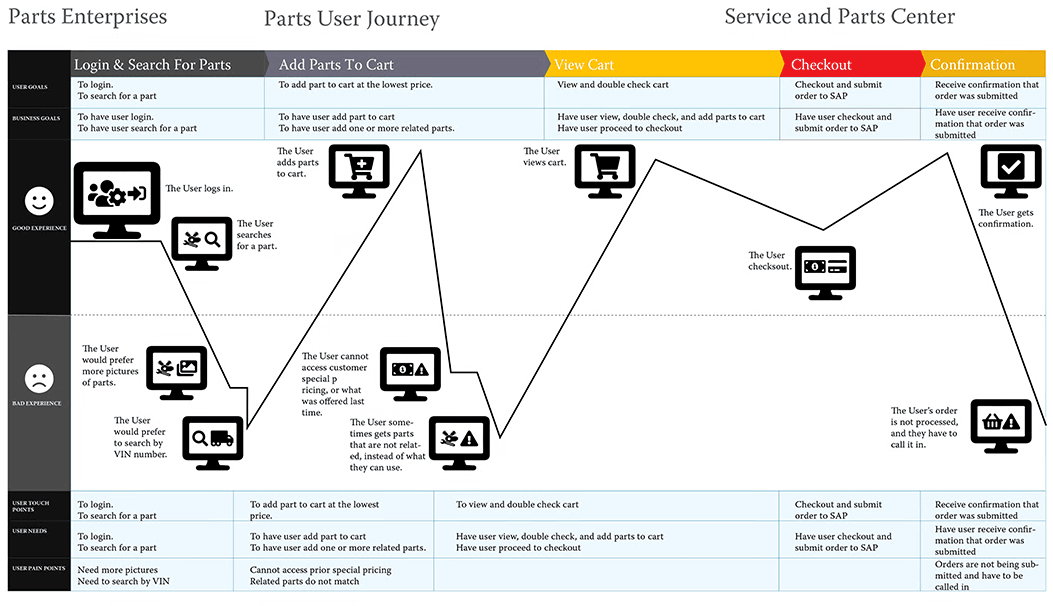 Parts Enterprises
Parts User Journey
Service and Parts Center
Login & Search For Parts
Add Parts To Cart
View Cart
Checkout
Confirmation
USER GOALS
To login.
To search for a part
To add part to cart at the lowest price.
View and double check cart
Checkout and submit
order to SAP
Receive confirmation that
order was submitted
BUSINESS GOALS
To have user login.
To have user search for a part
To have user add part to cart
To have user add one or more related parts.
Have user view, double check, and add parts to cart
Have user proceed to checkout
Have user checkout and
submit order to SAP
Have user receive confir-
mation that order was
submitted
GOOD EXPERIENCE
The User logs in.
The User
searches
for a part.
The User
adds parts
to cart.
The User
views cart.
The User
checkout.
The User gets
confirmation.
BAD EXPERIENCE
The User
would prefer
more pictures
of parts.
The User
would prefer
to search by
VIN number.
The User cannot
access customer
special p
ricing, or what
was offered last
time.
The User some-
times gets parts
that are not relat-
ed, instead of what
they can use.
The User's order
is not processed,
and they have to
call it in.
USER TOUCH
POINTS
To login.
To search for a part
To add part to cart at the lowest
price.
To view and double check cart
Checkout and submit
order to SAP
Receive confirmation that
order was submitted
USER NEEDS
To login.
To search for a part
To have user add part to cart
To have user add one or more related parts.
Have user view, double check, and add parts to cart
Have user proceed to checkout
Have user checkout and
submit order to SAP
Have user receive confir-
mation that order was
submitted
USER PAIN POINTS
Need more pictures
Need to search by VIN
Cannot access prior special pricing
Related parts do not match
Orders are not being sub-
mitted and have to be
called in